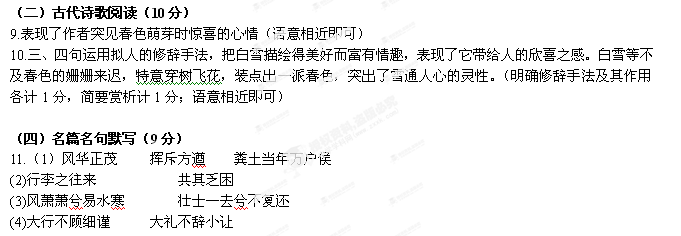 （二）古代诗歌阅读（10 分）
9.表现了作者突见春色萌芽时惊喜的心情（语意相近即可）
10.三、四句运用拟人的修辞手法，把白雪描绘得美好而富有情趣，表现了它带给人的欣喜之感。白雪等不
及春色的姗姗来迟，特意穿树飞花，装点出一派春色，突出了雪通人心的灵性。（明确修辞手法及其作用
各计 1 分，简要赏析计 1 分；语意相近即可）
（四）名篇名句默写（9 分）
11.（1）风华正茂 挥斥方遒 粪土当年万户侯
(2)行李之往来 共其乏困
(3)风萧萧兮易水寒 壮士一去兮不复还
(4)大行不顾细谨 大礼不辞小让